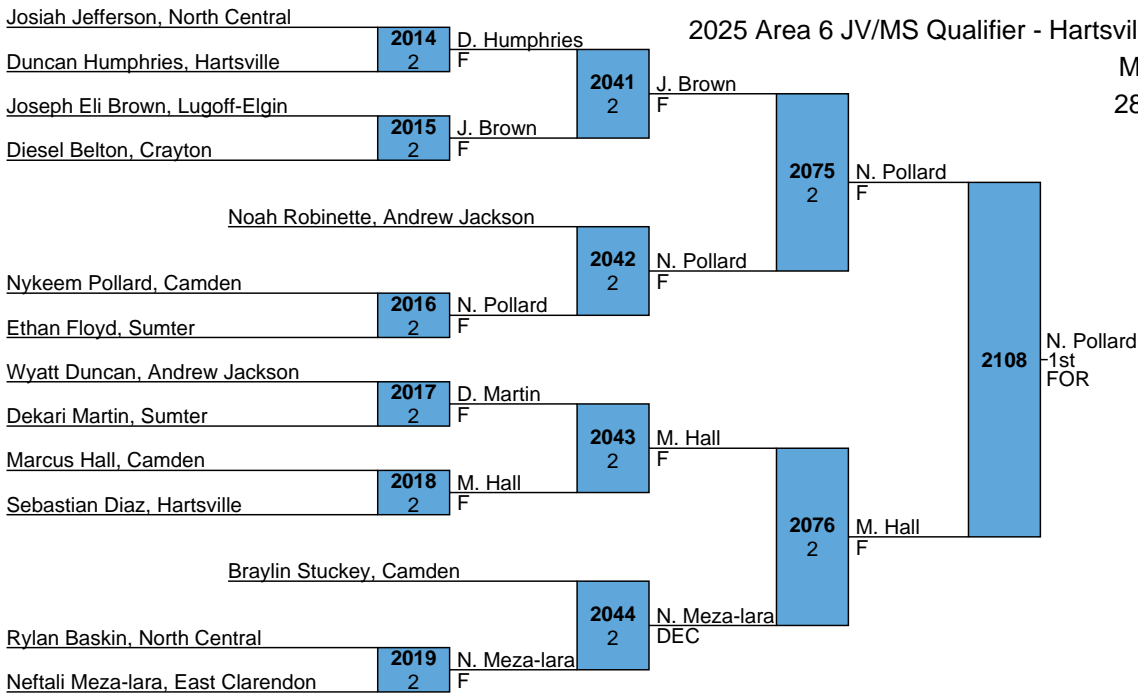 2025 Area 6 JV/MS Qualifier - Hartsvil
M
28
Josiah Jefferson, North Central
2014 D. Humphries
Duncan Humphries, Hartsville
2 F
2041 J. Brown
2 F
Joseph Eli Brown, Lugoff-Elgin
2015 J. Brown
Diesel Belton, Crayton
2 F
2075 N. Pollard
2 F
Noah Robinette, Andrew Jackson
2042 N. Pollard
2 F
Nykeem Pollard, Camden
2016 N. Pollard
Ethan Floyd, Sumter
2 F
2108 N. Pollard
1st
FOR
Wyatt Duncan, Andrew Jackson
2017 D. Martin
Dekari Martin, Sumter
2 F
2043 M. Hall
2 F
Marcus Hall, Camden
2018 M. Hall
Sebastian Diaz, Hartsville
2 F
2076 M. Hall
2 F
Braylin Stuckey, Camden
2044 N. Meza-lara
2 DEC
Rylan Baskin, North Central
2019 N. Meza-lara
Neftali Meza-lara, East Clarendon
2 F